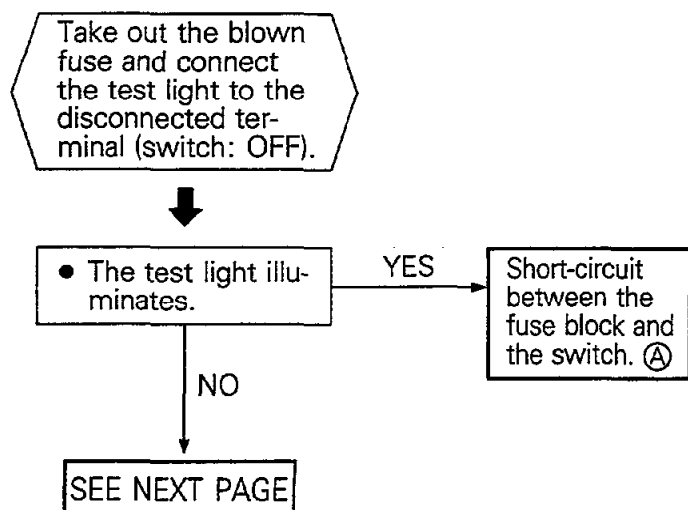 Take out the blown
fuse and connect
the test light to the
disconnected ter-
minal (switch: OFF).
● The test light illu-
minates.
YES
Short-circuit
between the
fuse block and
the switch. Ⓐ
NO
SEE NEXT PAGE